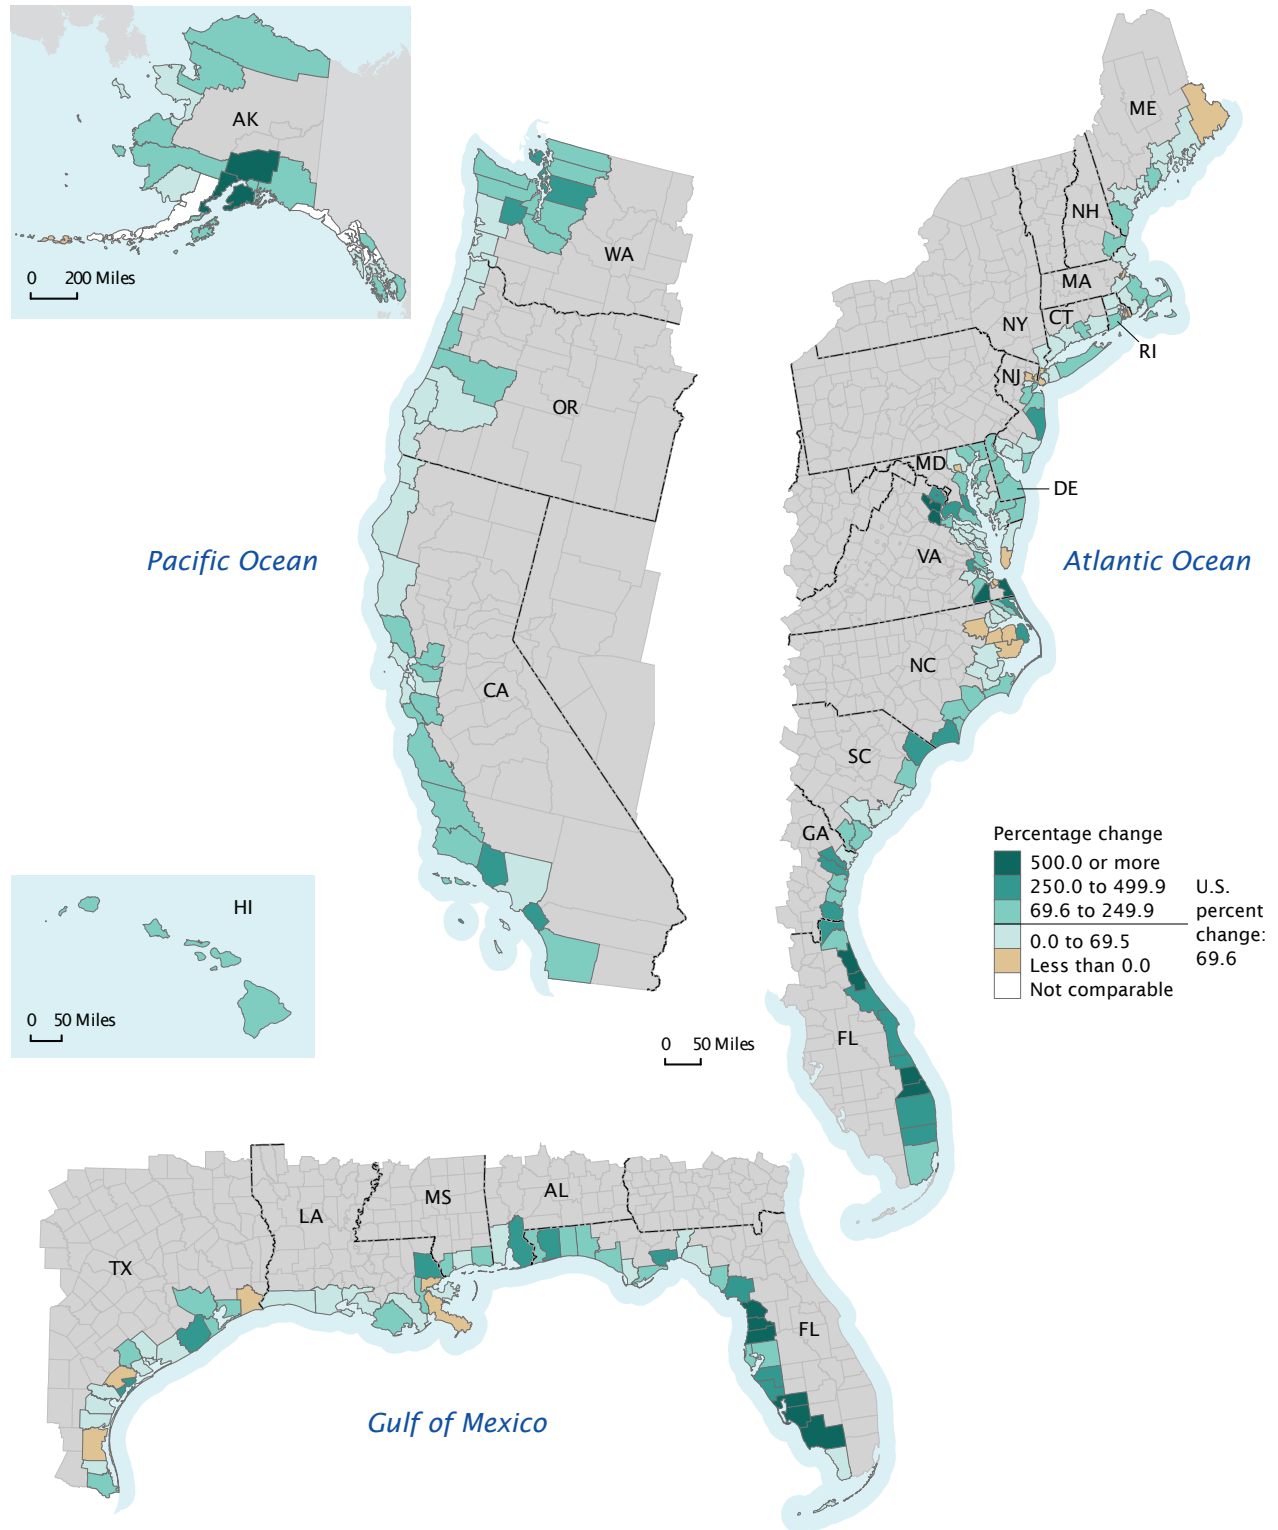 AK
0 200 Miles
HI
0 50 Miles
Pacific Ocean
WA
OR
CA
0 50 Miles
ME
NH
MA
NY
CT
RI
NJ
MD
DE
VA
Atlantic Ocean
NC
SC
GA
FL
Percentage change
500.0 or more
250.0 to 499.9
69.6 to 249.9
0.0 to 69.5
Less than 0.0
Not comparable
U.S.
percent
change:
69.6
TX
LA
MS
AL
FL
Gulf of Mexico